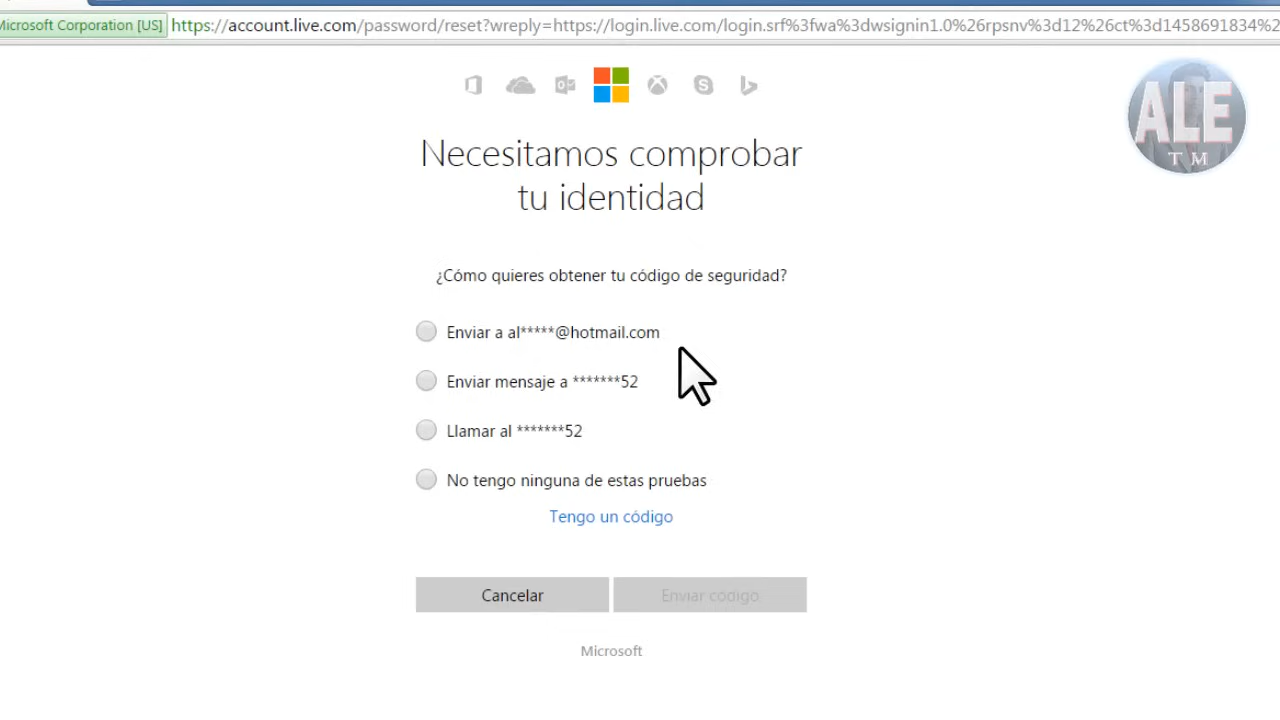 Microsoft Corporation [US] https://account.live.com/password/reset?wreply=https://login.live.com/login.srf%3fwa%3dwsignin1.0%26rpsnv%3d12%26ct%3d1458691834%2
ALE
TM
Necesitamos comprobar
tu identidad
¿Cómo quieres obtener tu código de seguridad?
Enviar a al*****@hotmail.com
Enviar mensaje a *******52
Llamar al *******52
No tengo ninguna de estas pruebas
Tengo un código
Cancelar
Enviar código
Microsoft